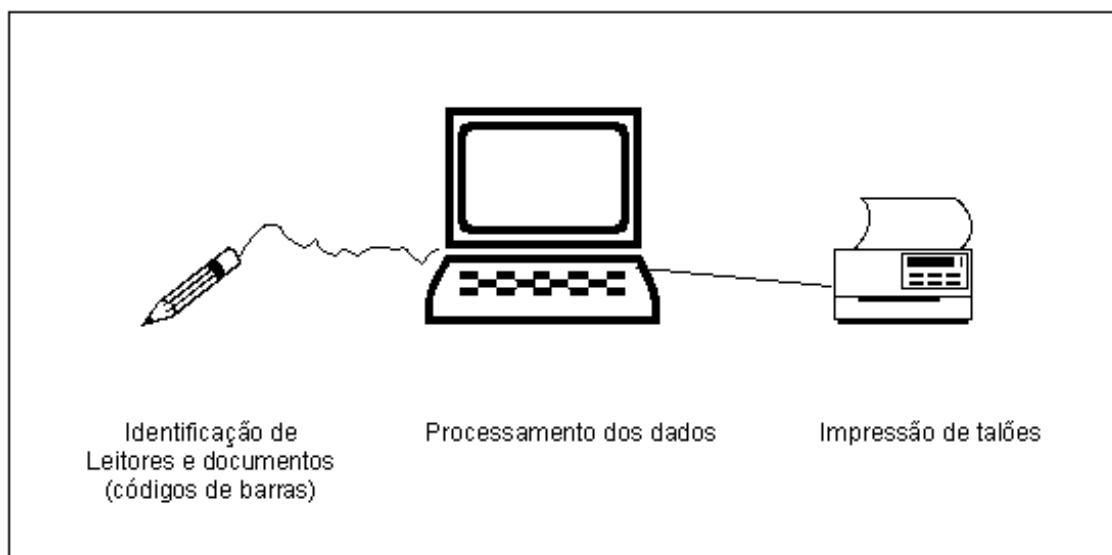 Identificação de
Leitores e documentos
(códigos de barras)
Processamento dos dados
Impressão de talões